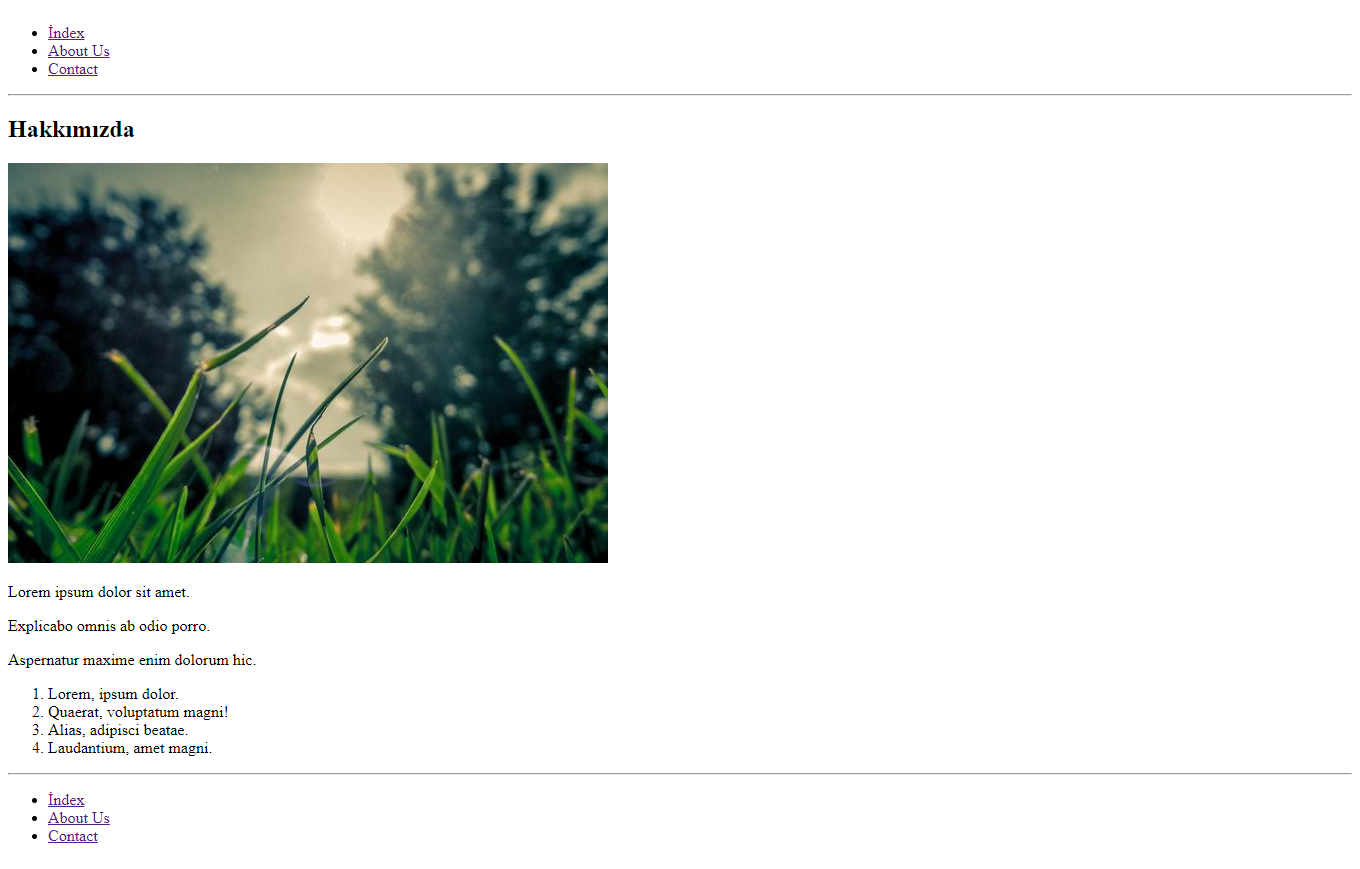 İndex
About Us
Contact
Hakkımızda
Lorem ipsum dolor sit amet.
Explicabo omnis ab odio porro.
Aspernatur maxime enim dolorum hic.
1. Lorem, ipsum dolor.
2. Quaerat, voluptatum magni!
3. Alias, adipisci beatae.
4. Laudantium, amet magni.
İndex
About Us
Contact